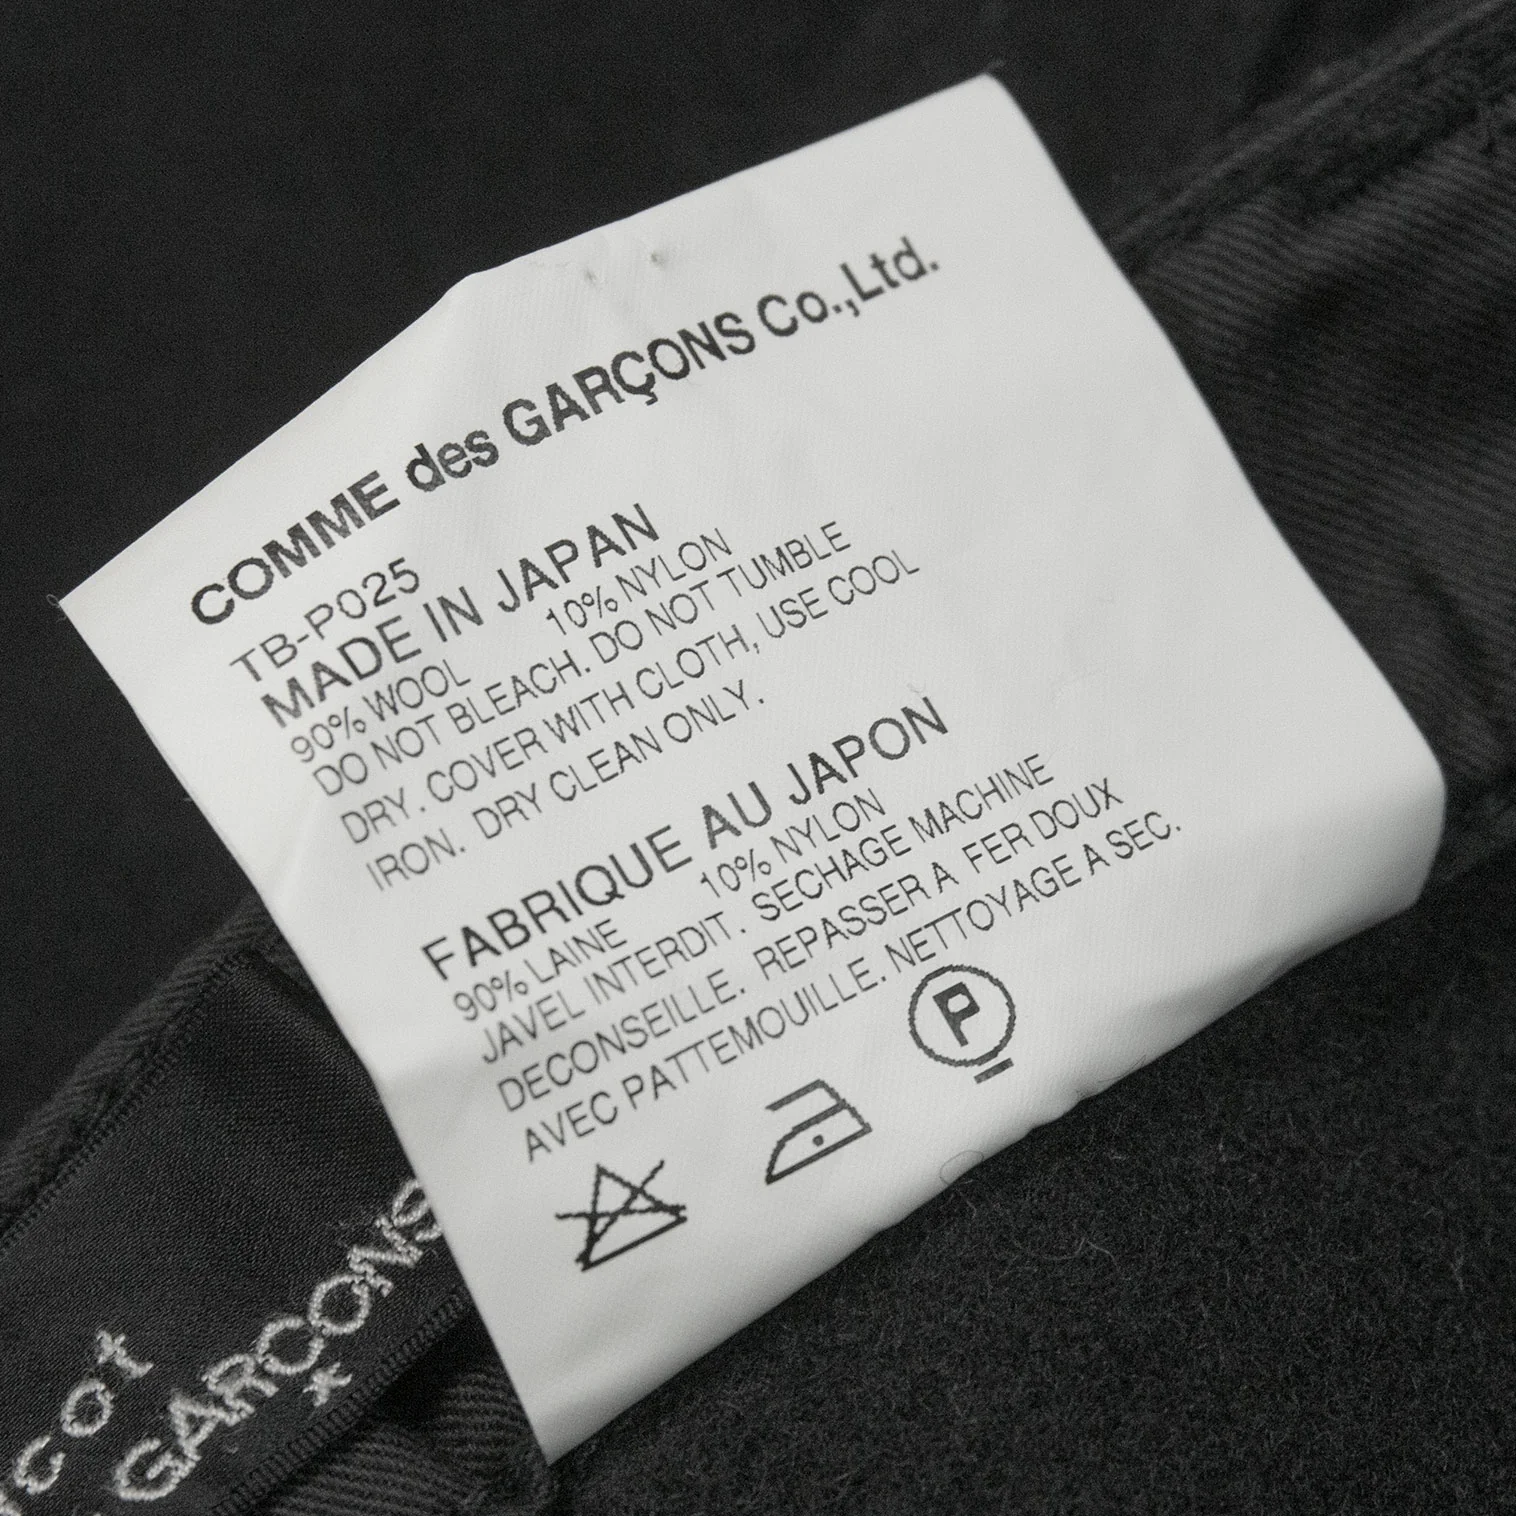 COMME des GARÇONS Co.,Ltd.
TB-P025
MADE IN JAPAN
90% WOOL 10% NYLON
DO NOT BLEACH. DO NOT TUMBLE
DRY. COVER WITH CLOTH, USE COOL
IRON. DRY CLEAN ONLY.
FABRIQUE AU JAPON
90% LAINE 10% NYLON
JAVEL INTERDIT. SECHAGE MACHINE
DECONSEILLE. REPASSER A FER DOUX
AVEC PATTEMOUILLE. NETTOYAGE A SEC.
P
GARÇONS